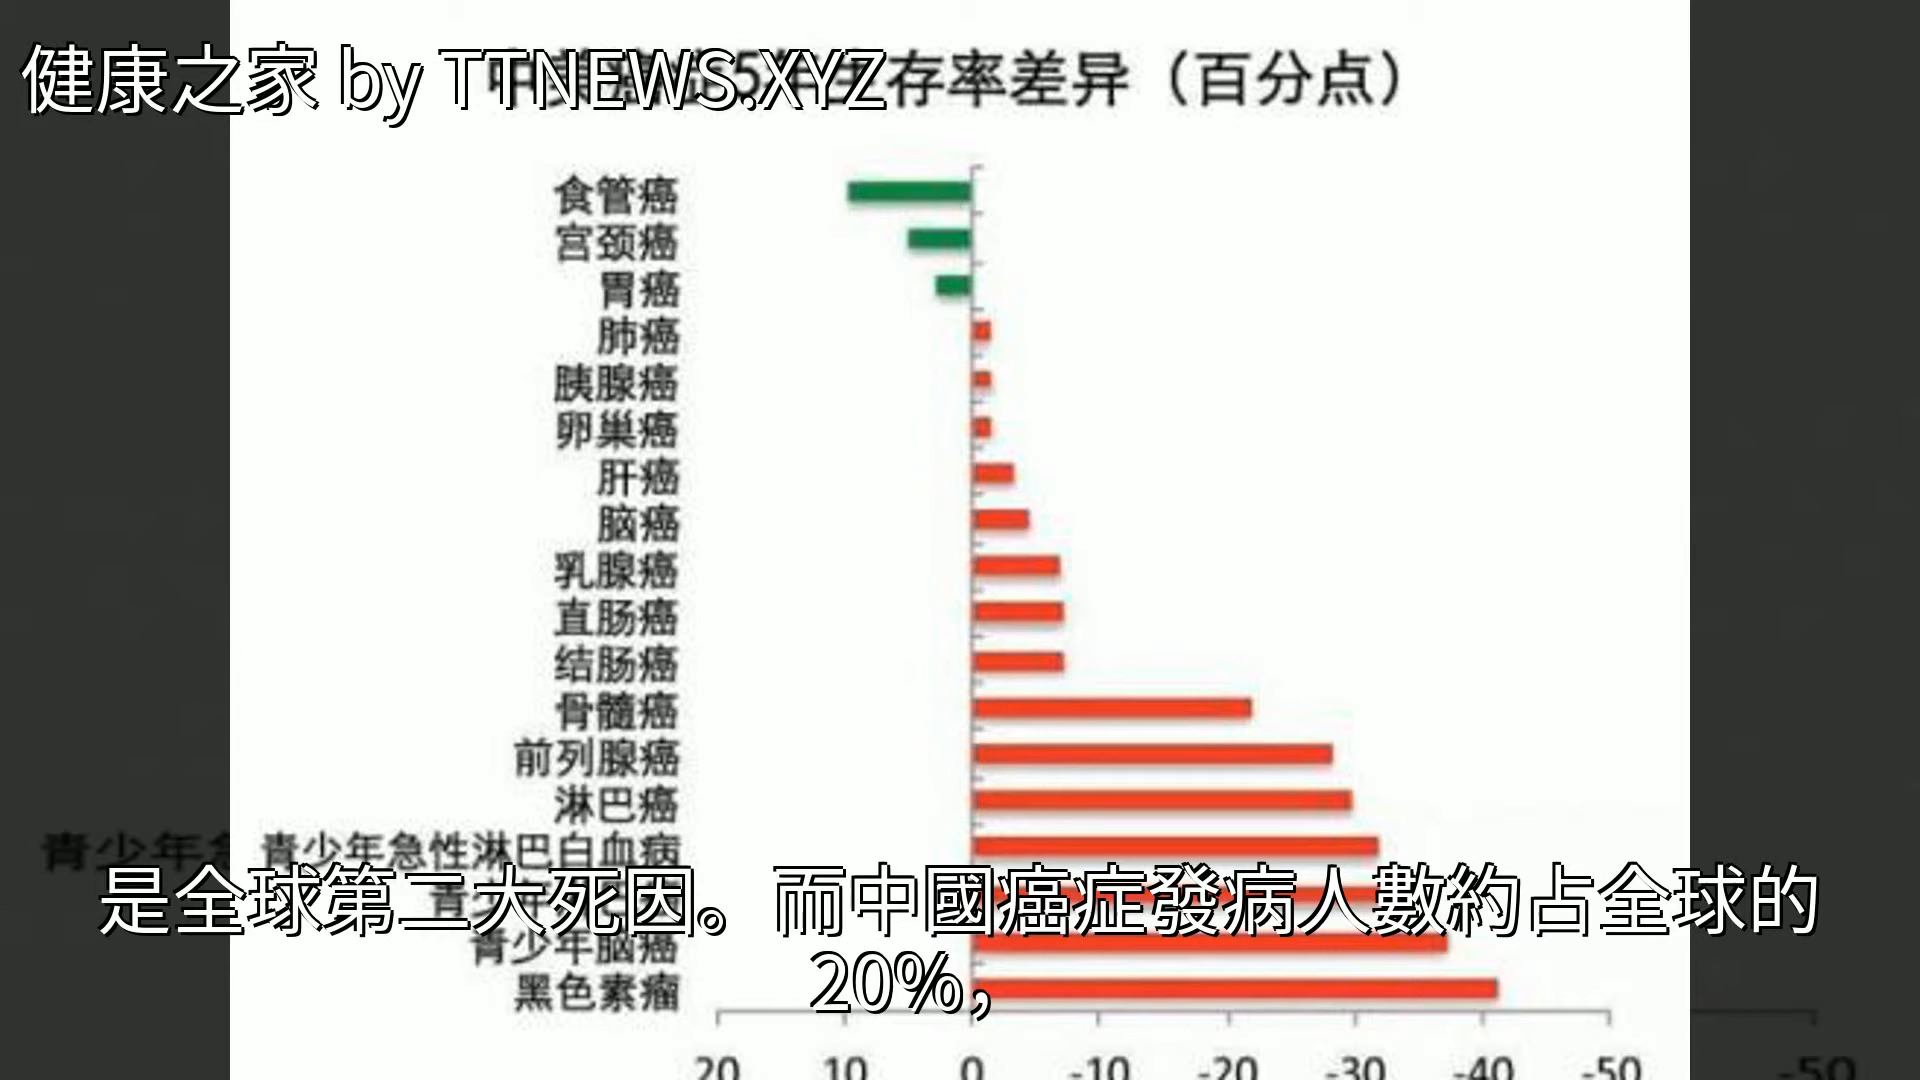 健康之家 by TTNEWS.XYZ
存率差异（百分点）
食管癌
宫颈癌
胃癌
肺癌
胰腺癌
卵巢癌
肝癌
脑癌
乳腺癌
直肠癌
结肠癌
骨髓癌
前列腺癌
淋巴癌
青少年急性淋巴白血病
青少年脑癌
黑色素瘤
是全球第二大死因。而中國癌症發病人數約占全球的
20%，
20 10 0 -10 -20 -30 -40 -50 -50